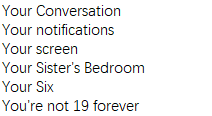 Your Conversation
Your notifications
Your screen
Your Sister's Bedroom
Your Six
You're not 19 forever